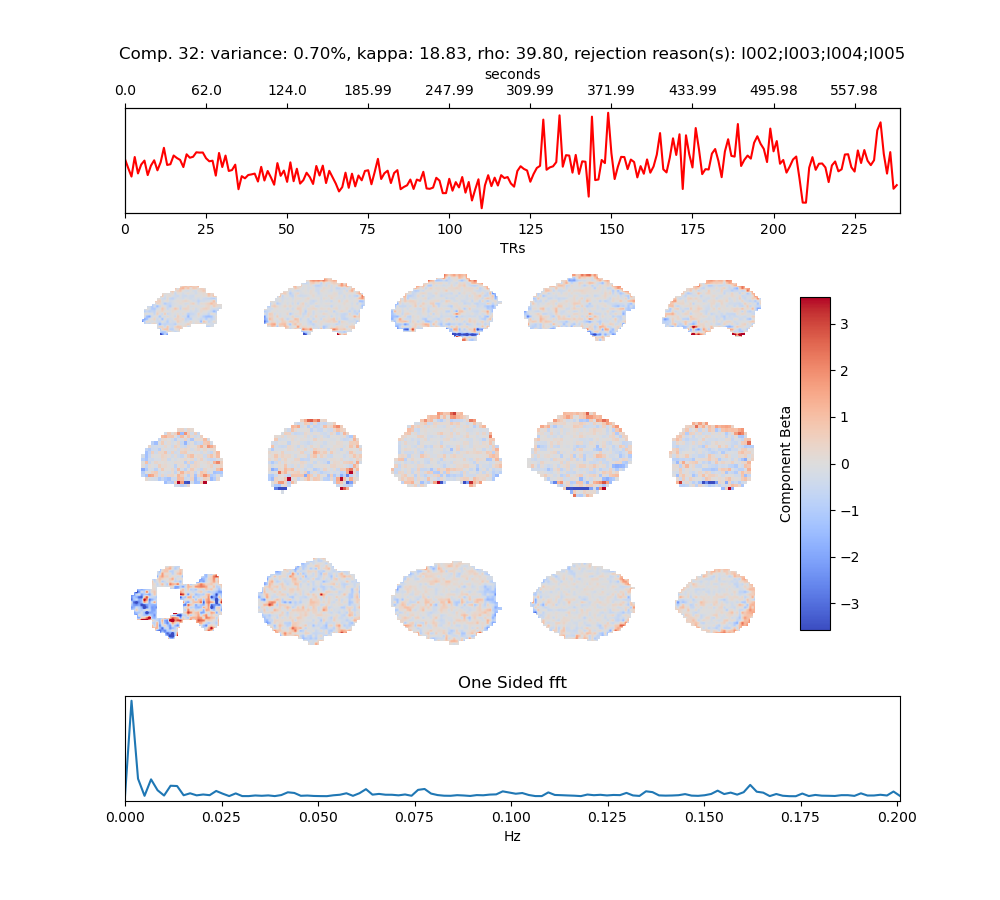 Comp. 32: variance: 0.70%, kappa: 18.83, rho: 39.80, rejection reason(s): I002;I003;I004;I005
seconds
0.0 62.0 124.0 185.99 247.99 309.99 371.99 433.99 495.98 557.98
0 25 50 75 100 125 150 175 200 225
TRs
3
2
1
0
−1
−2
−3
Component Beta
One Sided fft
0.000 0.025 0.050 0.075 0.100 0.125 0.150 0.175 0.200
Hz